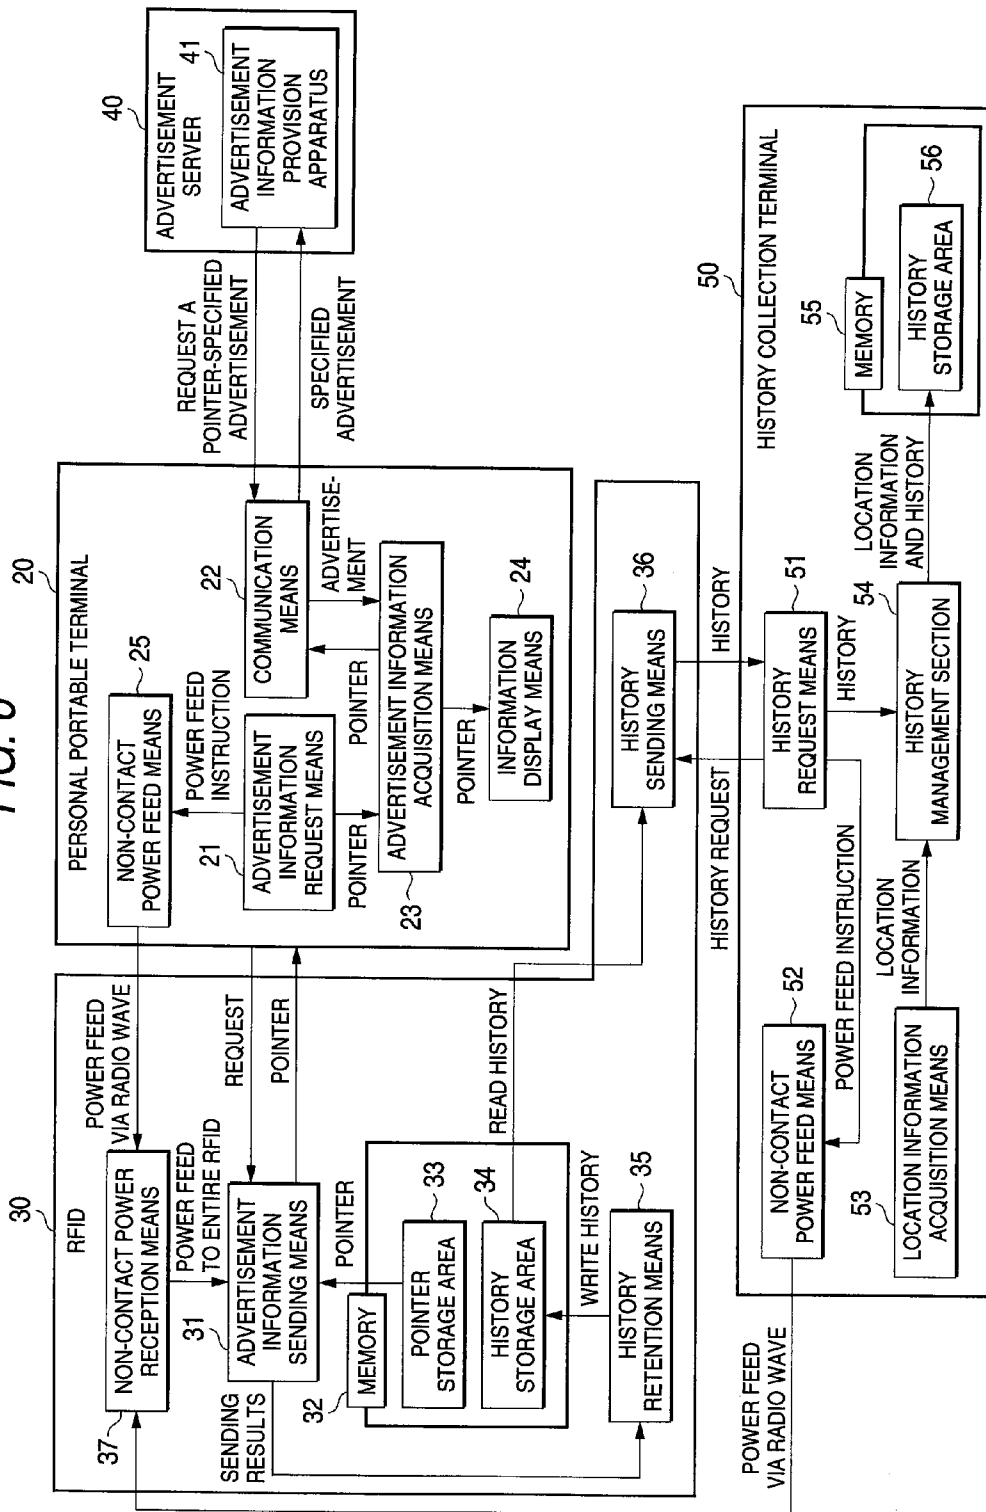 40
ADVERTISEMENT
SERVER
41
ADVERTISEMENT
INFORMATION
PROVISION
APPARATUS
REQUEST A
POINTER-SPECIFIED
ADVERTISEMENT
SPECIFIED
ADVERTISEMENT
20
PERSONAL PORTABLE TERMINAL
25
NON-CONTACT
POWER FEED MEANS
POWER FEED
INSTRUCTION
22
COMMUNICATION
MEANS
21
ADVERTISEMENT
INFORMATION
REQUEST MEANS
POINTER
POINTER
ADVERTISE-
MENT
23
ADVERTISEMENT INFORMATION
ACQUISITION MEANS
POINTER
24
INFORMATION
DISPLAY MEANS
POWER FEED
VIA RADIO WAVE
REQUEST
POINTER
30
RFID
37
NON-CONTACT POWER
RECEPTION MEANS
POWER FEED
TO ENTIRE RFID
31
ADVERTISEMENT
INFORMATION
SENDING MEANS
SENDING
RESULTS
POINTER
32
MEMORY
33
POINTER
STORAGE AREA
34
HISTORY
STORAGE AREA
READ HISTORY
WRITE HISTORY
35
HISTORY
RETENTION MEANS
36
HISTORY
SENDING MEANS
HISTORY REQUEST
HISTORY
POWER FEED
VIA RADIO WAVE
50
HISTORY COLLECTION TERMINAL
51
HISTORY
REQUEST MEANS
HISTORY
52
NON-CONTACT
POWER FEED MEANS
POWER FEED INSTRUCTION
53
LOCATION INFORMATION
ACQUISITION MEANS
LOCATION
INFORMATION
54
HISTORY
MANAGEMENT SECTION
LOCATION
INFORMATION
AND HISTORY
55
MEMORY
56
HISTORY
STORAGE AREA